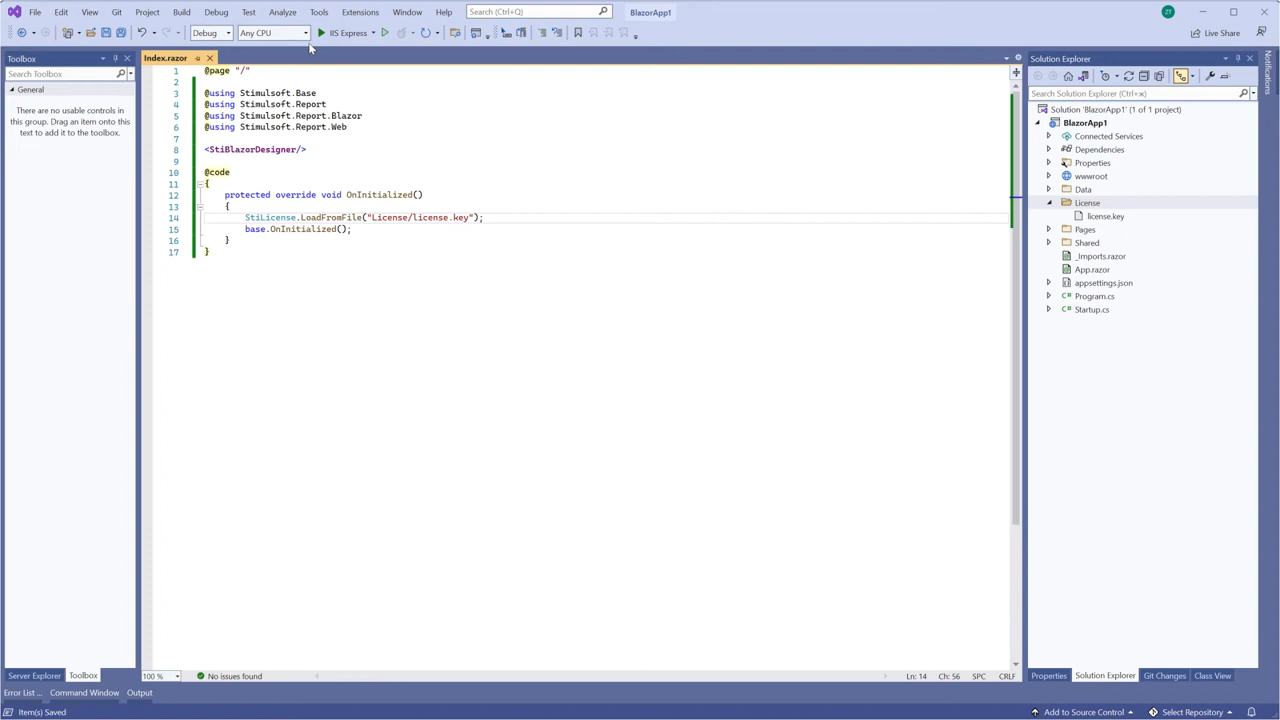 File Edit View Git Project Build Debug Test Analyze Tools Extensions Window Help Search (Ctrl+Q) BlazorApp1 ZT
Debug Any CPU IIS Express Live Share
Toolbox
Search Toolbox
General
There are no usable controls in
this group. Drag an item onto this
text to add it to the toolbox.
Index.razor
1 @page "/"
2
3 @using Stimulsoft.Base
4 @using Stimulsoft.Report
5 @using Stimulsoft.Report.Blazor
6 @using Stimulsoft.Report.Web
7
8 <StiBlazorDesigner/>
9
10 @code
11 {
12 protected override void OnInitialized()
13 {
14 StiLicense.LoadFromFile("License/license.key");
15 base.OnInitialized();
16 }
17 }
Solution Explorer
Search Solution Explorer (Ctrl+ж)
Solution 'BlazorApp1' (1 of 1 project)
BlazorApp1
Connected Services
Dependencies
Properties
wwwroot
Data
License
license.key
Pages
Shared
_Imports.razor
App.razor
appsettings.json
Program.cs
Startup.cs
Notifications
100 % No issues found Ln: 14 Ch: 56 SPC CRLF
Server Explorer Toolbox
Properties Solution Explorer Git Changes Class View
Error List ... Command Window Output
Item(s) Saved Add to Source Control Select Repository